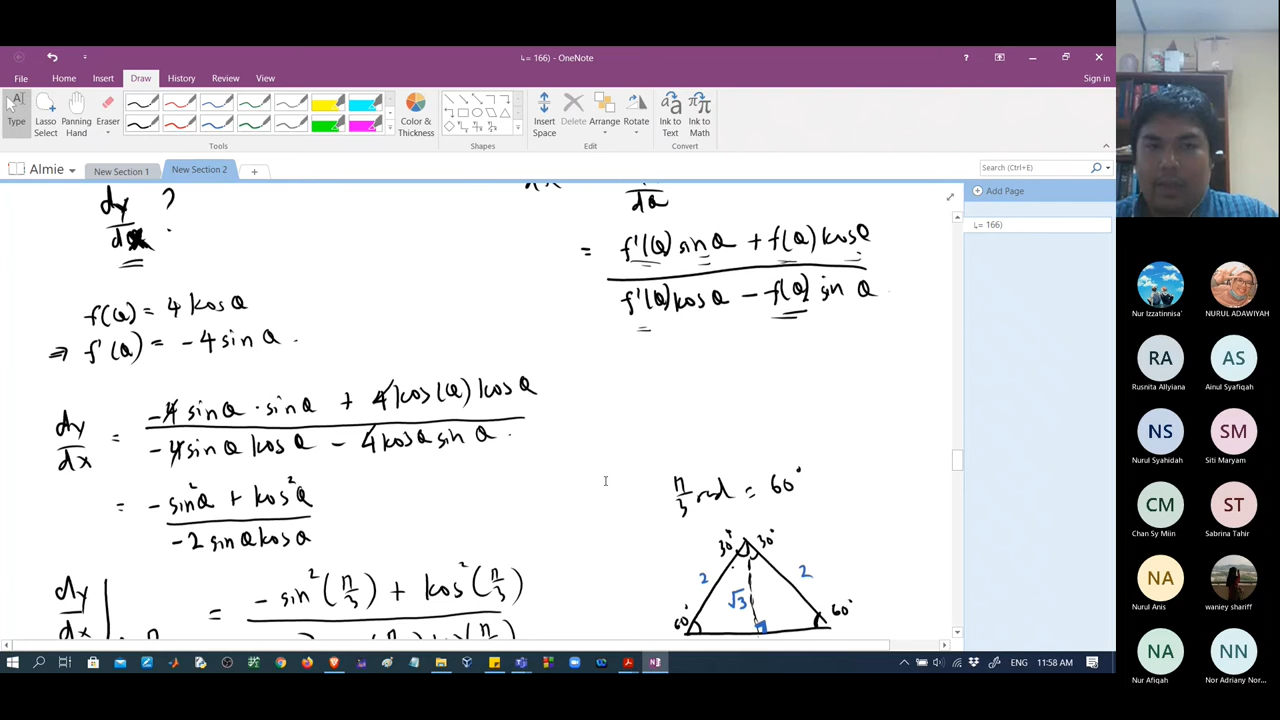 ৳= 166) - OneNote
?
File Home Insert Draw History Review View
Sign in
Type
Lasso Select
Panning Hand
Eraser
Color & Thickness
Insert Space
Delete
Arrange
Rotate
Ink to Text
Ink to Math
Tools
Shapes
Edit
Convert
Almie
New Section 1
New Section 2
+
Search (Ctrl+E)
Add Page
= 166)
dy ?
dx
dθ
= f'(θ) sin θ + f(θ) kos θ
f'(θ) kos θ - f(θ) sin θ
f(θ) = 4 kos θ
⇒ f'(θ) = -4 sin θ.
dy/dx = -4 sin θ · sin θ + 4 kos(θ) kos θ
-4 sin θ kos θ - 4 kos θ sin θ.
= -sin²θ + kos²θ
-2 sin θ kos θ
dy/dx = -sin²(π/3) + kos²(π/3)
π/3 rad = 60°
30° 30°
2 √3 2
60° 60°
Nur Izzatinnisa'
NURUL ADAWIYAH
RA
Rusnita Allyiana
AS
Ainul Syafiqah
NS
Nurul Syahidah
SM
Siti Maryam
CM
Chan Sy Miin
ST
Sabrina Tahir
NA
Nurul Anis
waniey shariff
NA
Nur Afiqah
NN
Nor Adriany Nor...
ENG 11:58 AM